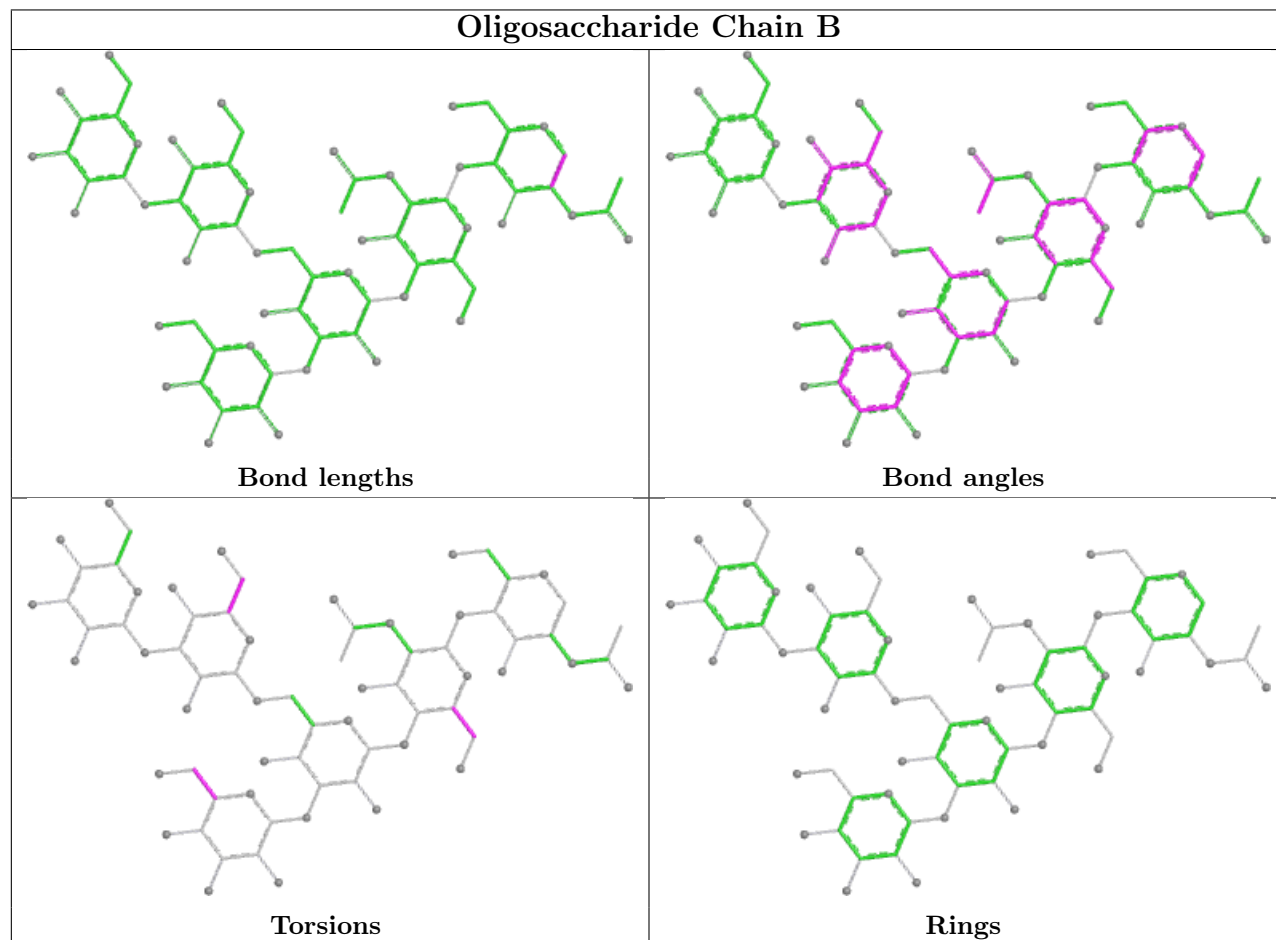 Oligosaccharide Chain B
Bond lengths
Bond angles
Torsions
Rings